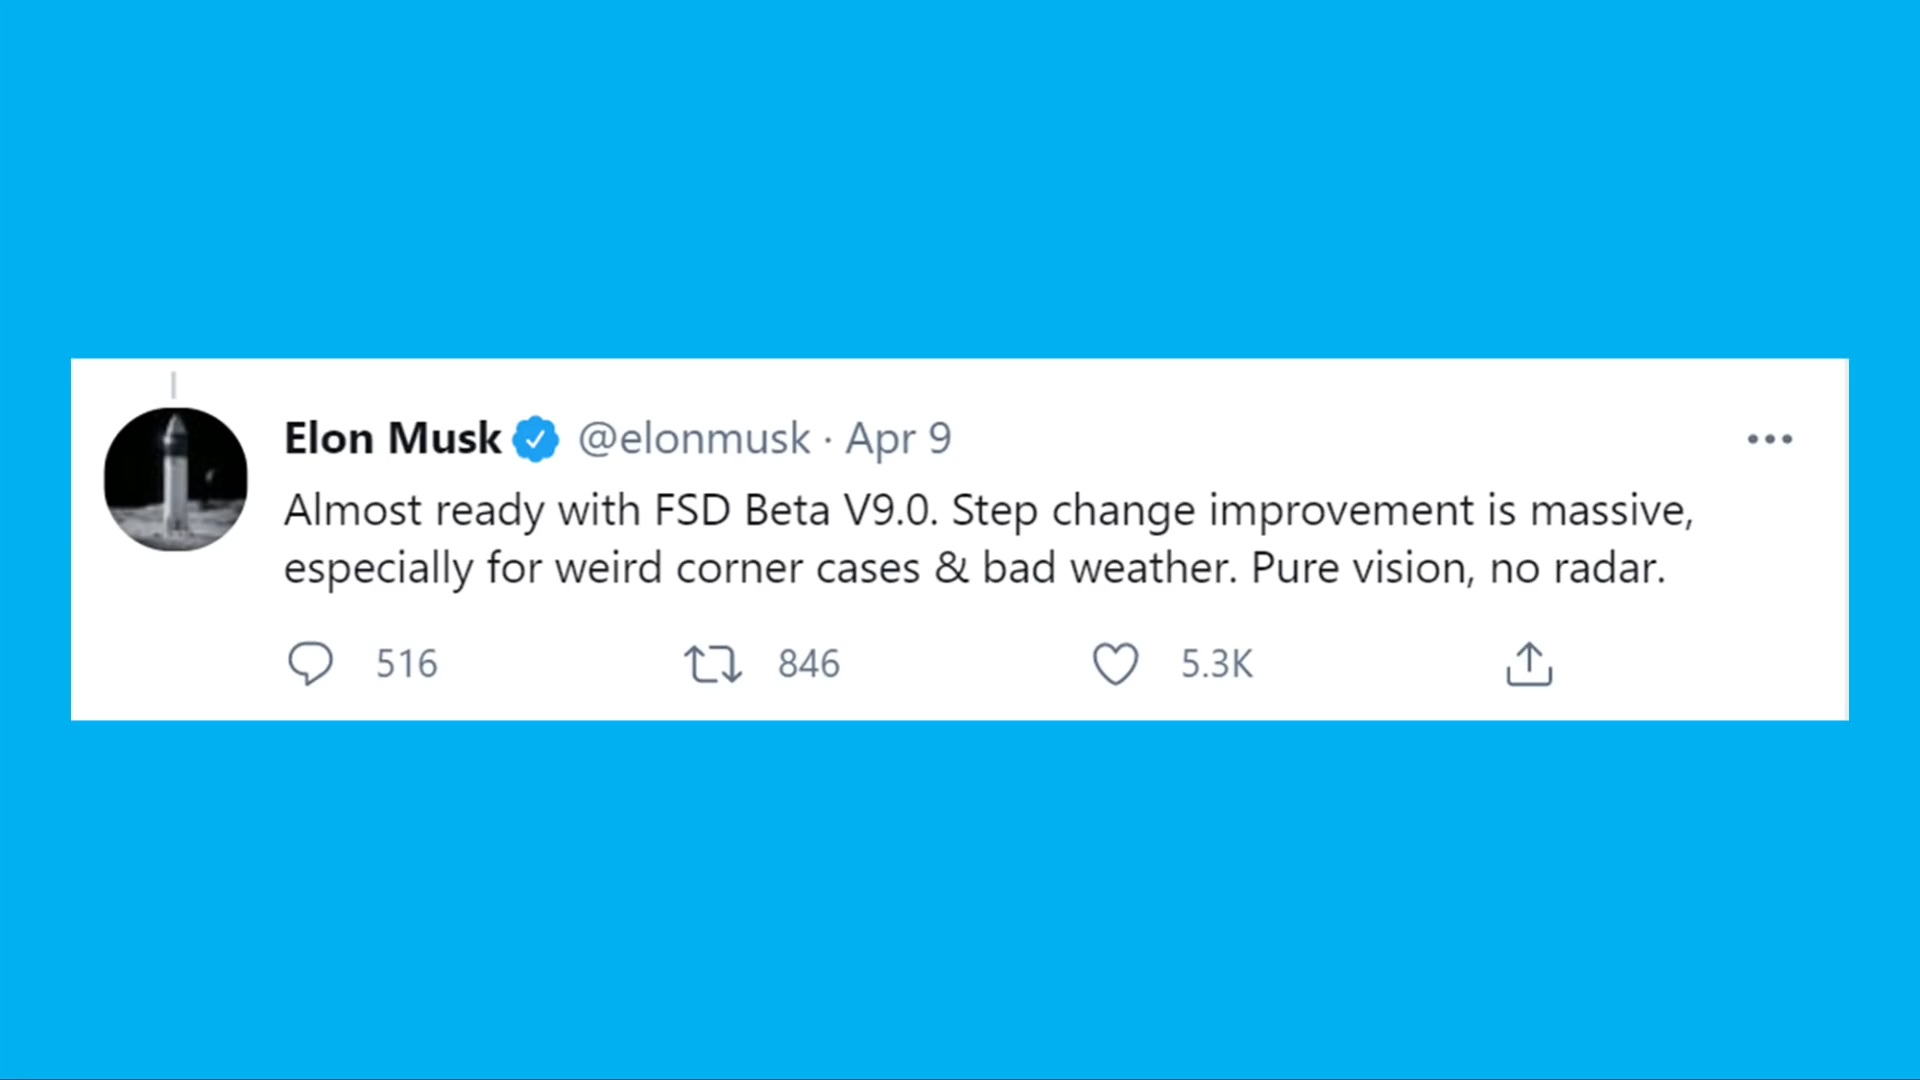 Elon Musk @elonmusk · Apr 9
Almost ready with FSD Beta V9.0. Step change improvement is massive,
especially for weird corner cases & bad weather. Pure vision, no radar.
516 846 5.3K